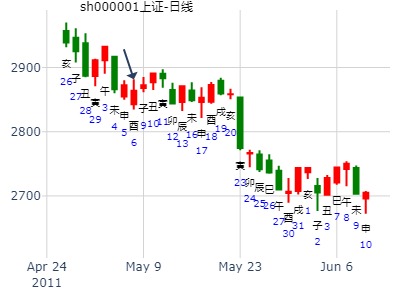 sh000001上证-日线
2900
2800
2700
亥
26
子
27
丑
28
寅
29
午
3
未
4
申
5
酉
6
子
9
丑
10
寅
11
卯
12
辰
13
未
16
申
17
酉
18
戌
19
亥
20
寅
23
卯
24
辰
25
巳
26
午
27
酉
30
戌
31
亥
1
子
2
丑
3
巳
7
午
8
未
9
申
10
Apr 24 May 9 May 23 Jun 6
2011